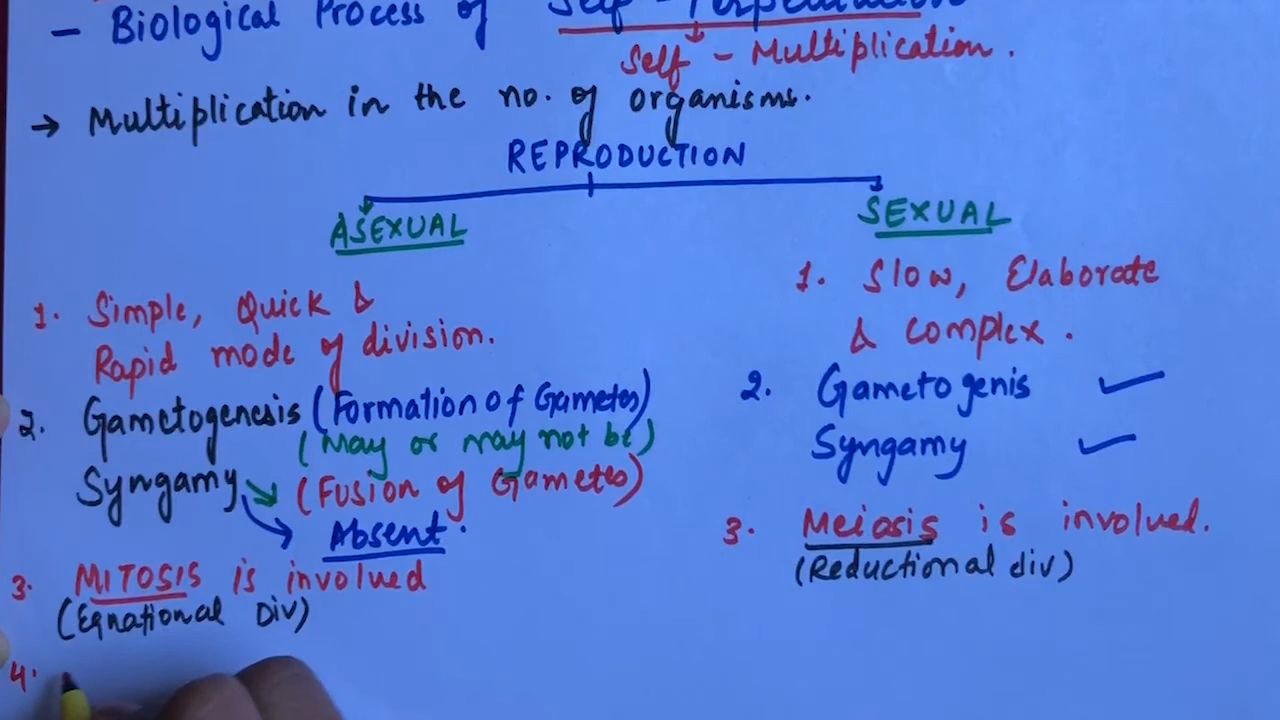 - Biological Process of Self - Perpetuation
Self - Multiplication.
→ Multiplication in the no. of organisms.
REPRODUCTION
ASEXUAL
1. Simple, Quick &
Rapid mode of division.
2. Gametogenesis (Formation of Gametes)
(May or may not be)
Syngamy → (Fusion of Gametes)
→ Absent.
3. MITOSIS is involved
(Equational Div)
4.
SEXUAL
1. Slow, Elaborate
& complex.
2. Gametogenis ✓
Syngamy ✓
3. Meiosis is involved.
(Reductional div)